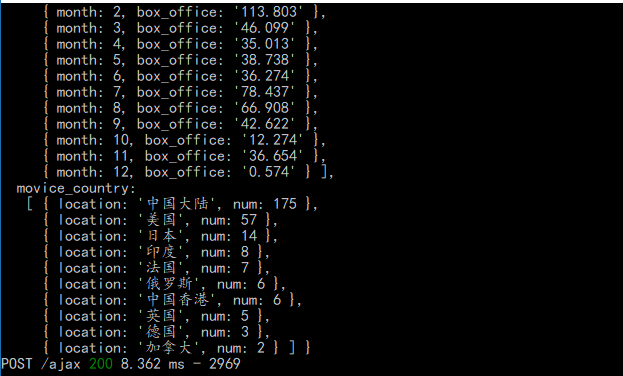 { month: 2, box_office: '113.803' },
{ month: 3, box_office: '46.099' },
{ month: 4, box_office: '35.013' },
{ month: 5, box_office: '38.738' },
{ month: 6, box_office: '36.274' },
{ month: 7, box_office: '78.437' },
{ month: 8, box_office: '66.908' },
{ month: 9, box_office: '42.622' },
{ month: 10, box_office: '12.274' },
{ month: 11, box_office: '36.654' },
{ month: 12, box_office: '0.574' } ],
movice_country:
[ { location: '中国大陆', num: 175 },
{ location: '美国', num: 57 },
{ location: '日本', num: 14 },
{ location: '印度', num: 8 },
{ location: '法国', num: 7 },
{ location: '俄罗斯', num: 6 },
{ location: '中国香港', num: 6 },
{ location: '英国', num: 5 },
{ location: '德国', num: 3 },
{ location: '加拿大', num: 2 } ] }
POST /ajax 200 8.362 ms - 2969